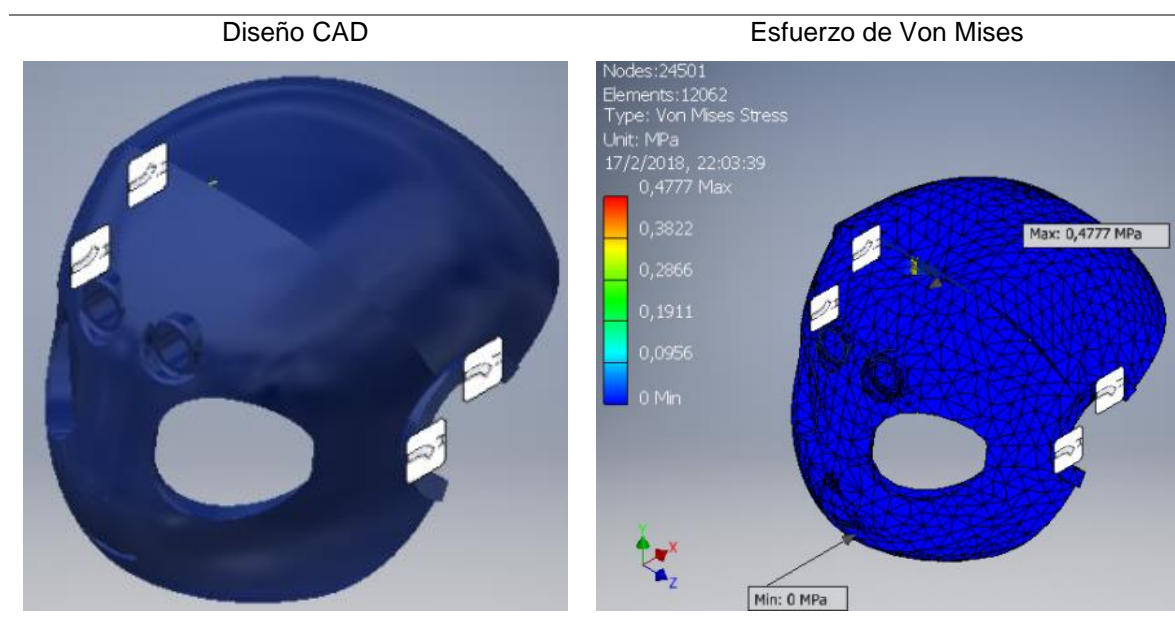 Diseño CAD
Esfuerzo de Von Mises
Nodes:24501
Elements:12062
Type: Von Mises Stress
Unit: MPa
17/2/2018, 22:03:39
0,4777 Max
0,3822
0,2866
0,1911
0,0956
0 Min
Max: 0,4777 MPa
Y
X
Z
Min: 0 MPa